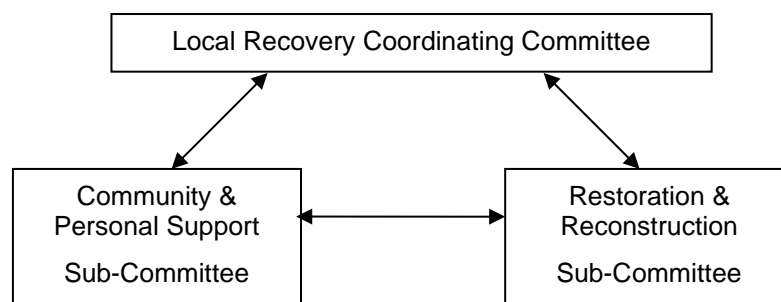 Local Recovery Coordinating Committee
Community &
Personal Support
Sub-Committee
Restoration &
Reconstruction
Sub-Committee